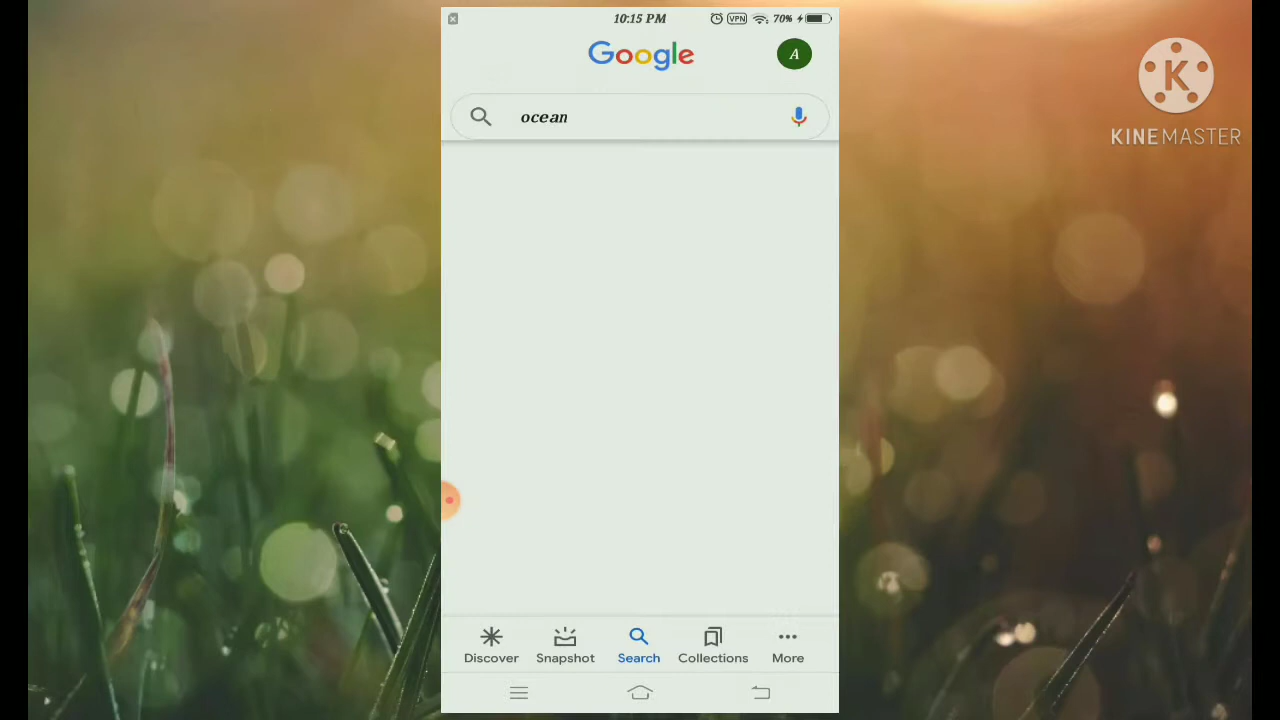 10:15 PM VPN 70%
Google A
ocean
K
KINEMASTER
Discover Snapshot Search Collections More